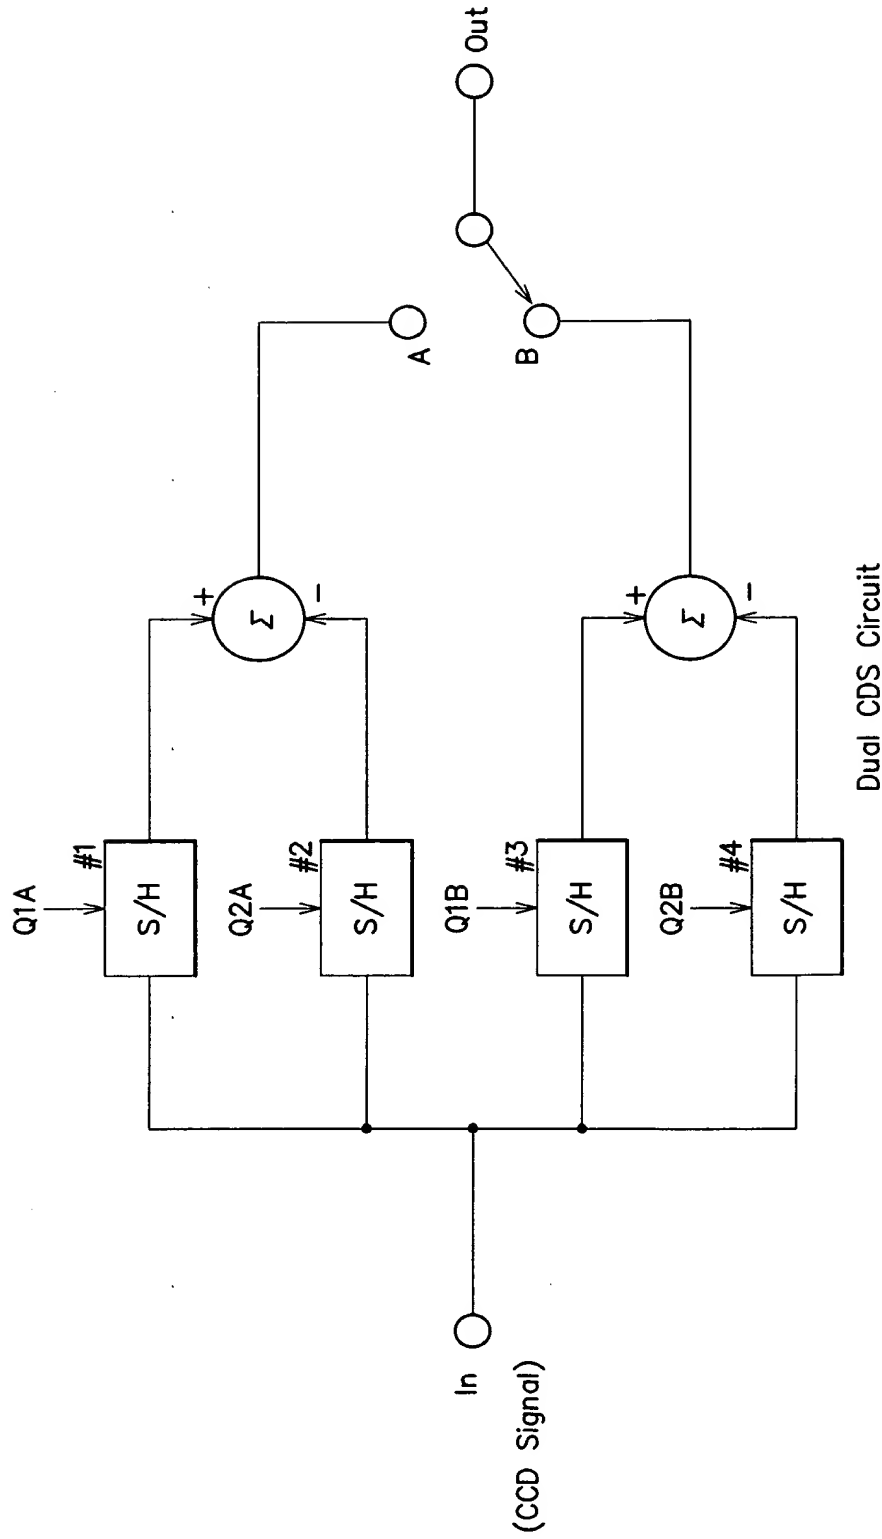 In
(CCD Signal)
Q1A
#1
S/H
Q2A
#2
S/H
Q1B
#3
S/H
Q2B
#4
S/H
+
Σ
-
+
Σ
-
A
B
Out
Dual CDS Circuit